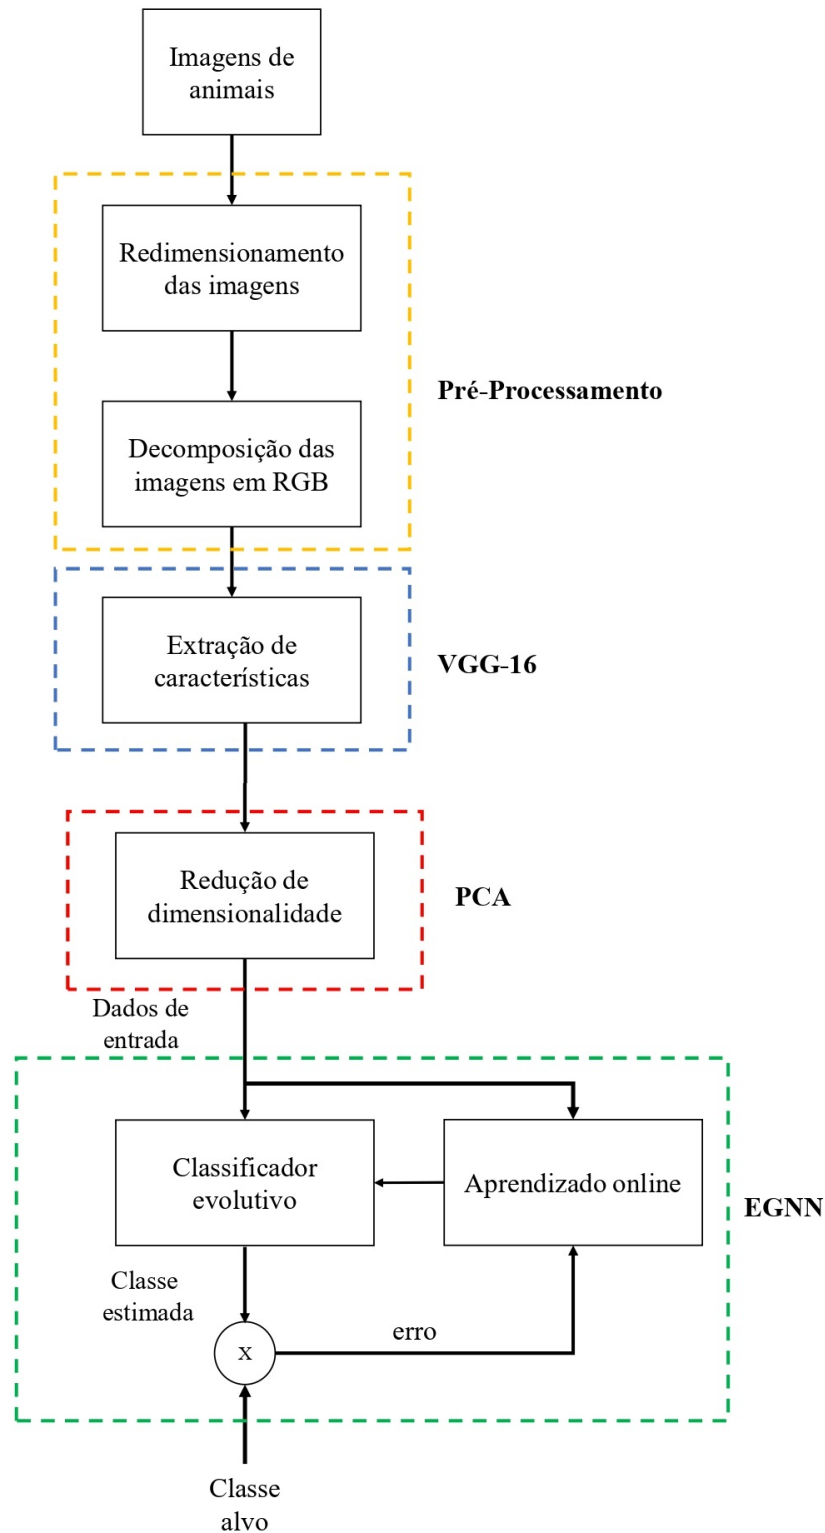 Imagens de
animais
Redimensionamento
das imagens
Pré-Processamento
Decomposição das
imagens em RGB
Extração de
características
VGG-16
Redução de
dimensionalidade
PCA
Dados de
entrada
Classificador
evolutivo
Aprendizado online
EGNN
Classe
estimada
erro
x
Classe
alvo